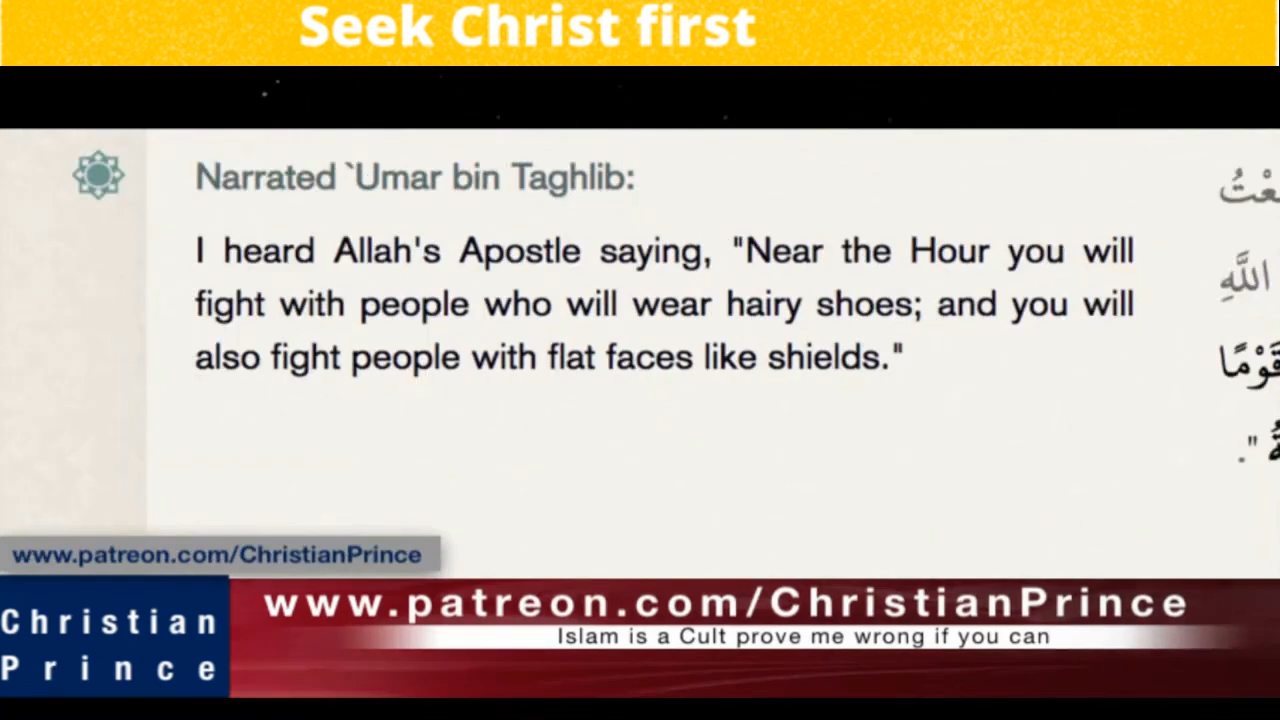 Seek Christ first
Narrated `Umar bin Taghlib:
I heard Allah's Apostle saying, "Near the Hour you will
fight with people who will wear hairy shoes; and you will
also fight people with flat faces like shields."
اللَّهِ
قَوْمًا
www.patreon.com/ChristianPrince
Christian
Prince
www.patreon.com/ChristianPrince
Islam is a Cult prove me wrong if you can